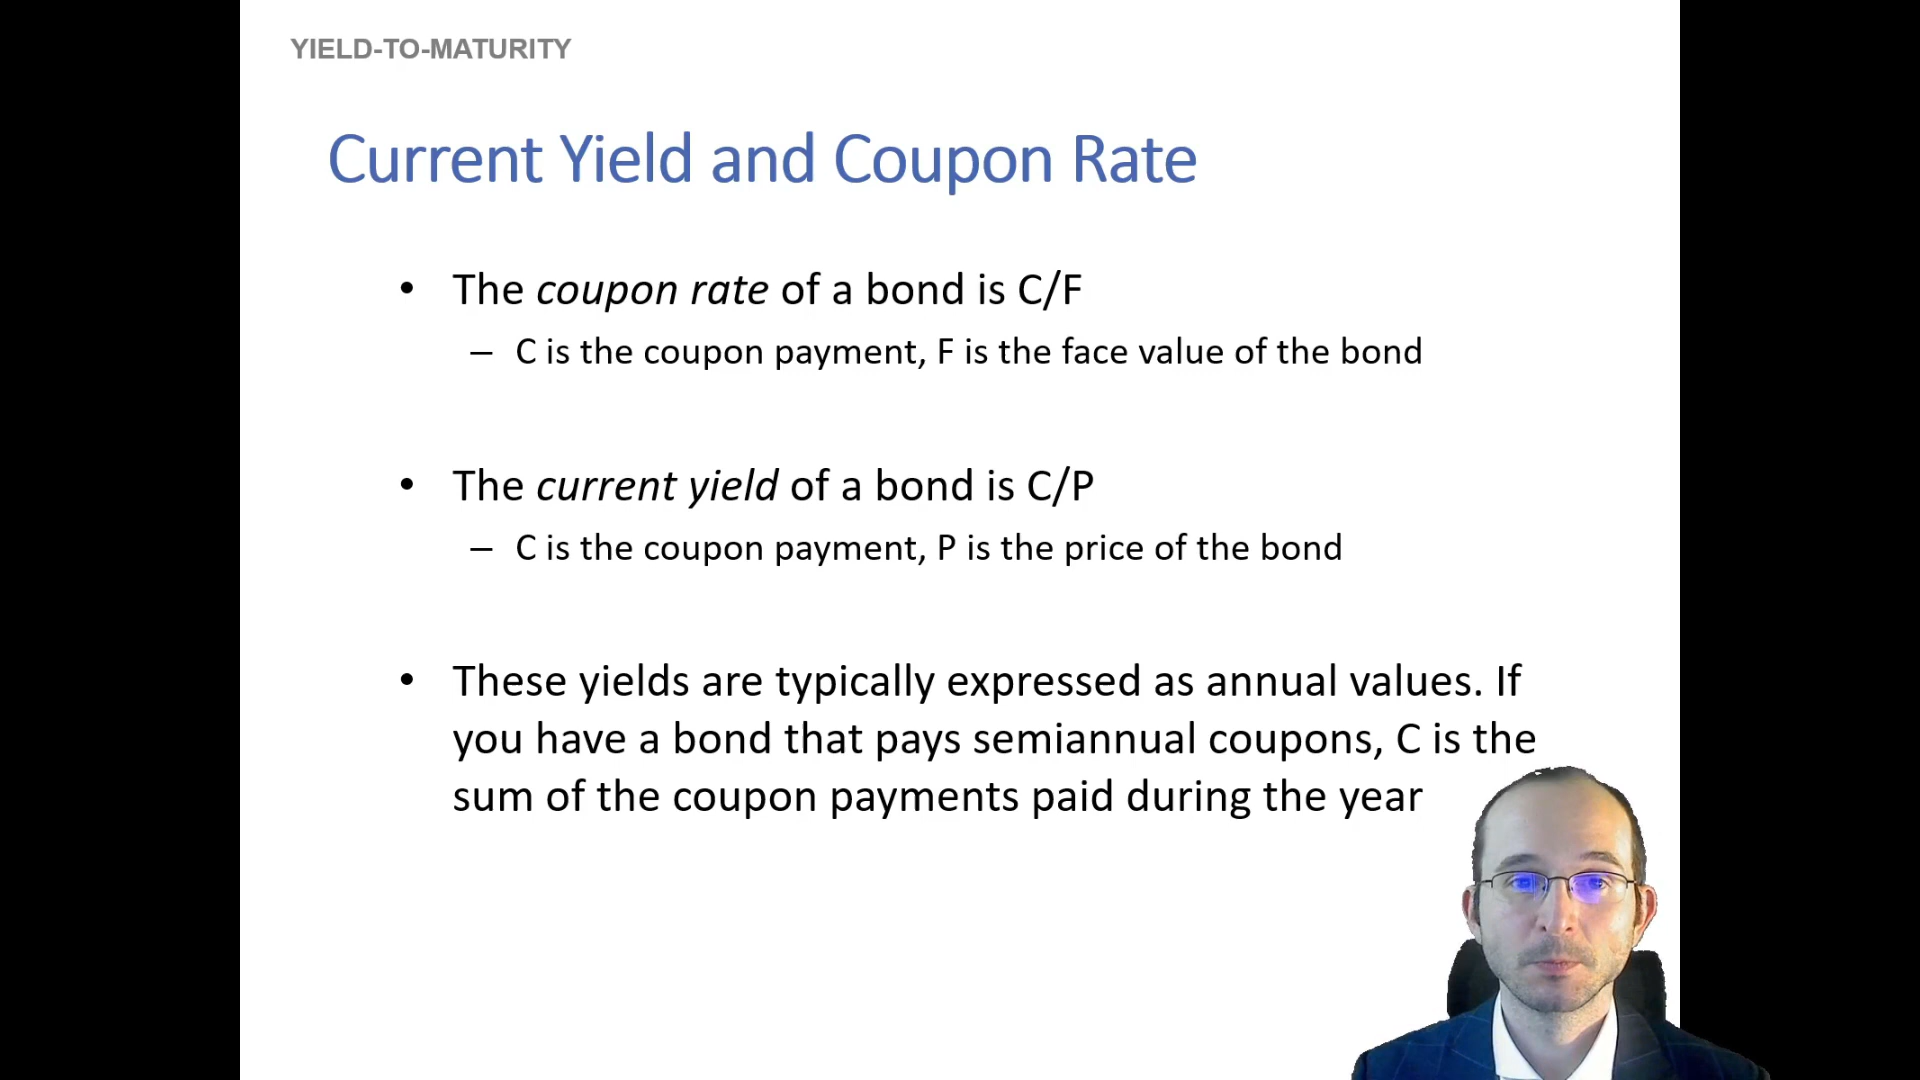 YIELD-TO-MATURITY
Current Yield and Coupon Rate
• The coupon rate of a bond is C/F
– C is the coupon payment, F is the face value of the bond
• The current yield of a bond is C/P
– C is the coupon payment, P is the price of the bond
• These yields are typically expressed as annual values. If
you have a bond that pays semiannual coupons, C is the
sum of the coupon payments paid during the year